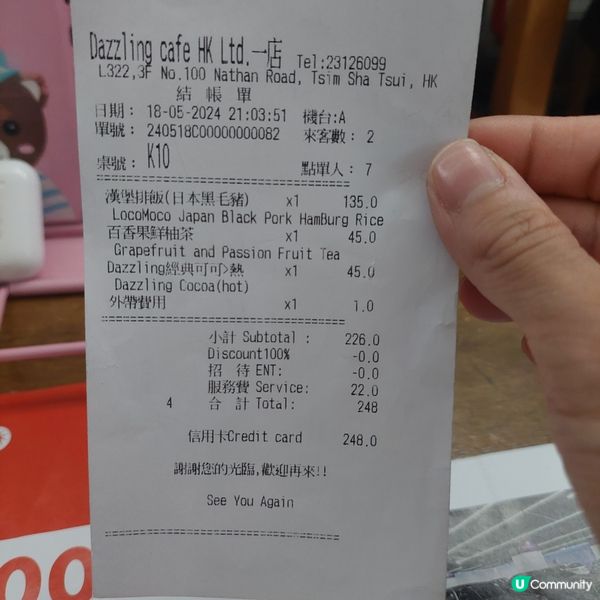 Dazzling cafe HK Ltd.一店 Tel:23126099
L322,3F No.100 Nathan Road, Tsim Sha Tsui, HK
結 帳 單
日期： 18-05-2024 21:03:51 機台:A
單號： 240518C00000000082 來客數： 2
桌號： K10 點單人： 7
漢堡排飯(日本黑毛豬) x1 135.0
LocoMoco Japan Black Pork HamBurg Rice
百香果鮮柚茶 x1 45.0
Grapefruit and Passion Fruit Tea
Dazzling經典可可>熱 x1 45.0
Dazzling Cocoa(hot)
外帶費用 x1 1.0
小計 Subtotal : 226.0
Discount100% -0.0
招 待 ENT: -0.0
服務費 Service: 22.0
4 合 計 Total: 248
信用卡Credit card 248.0
謝謝您的光臨,歡迎再來!!
See You Again
00
U Community